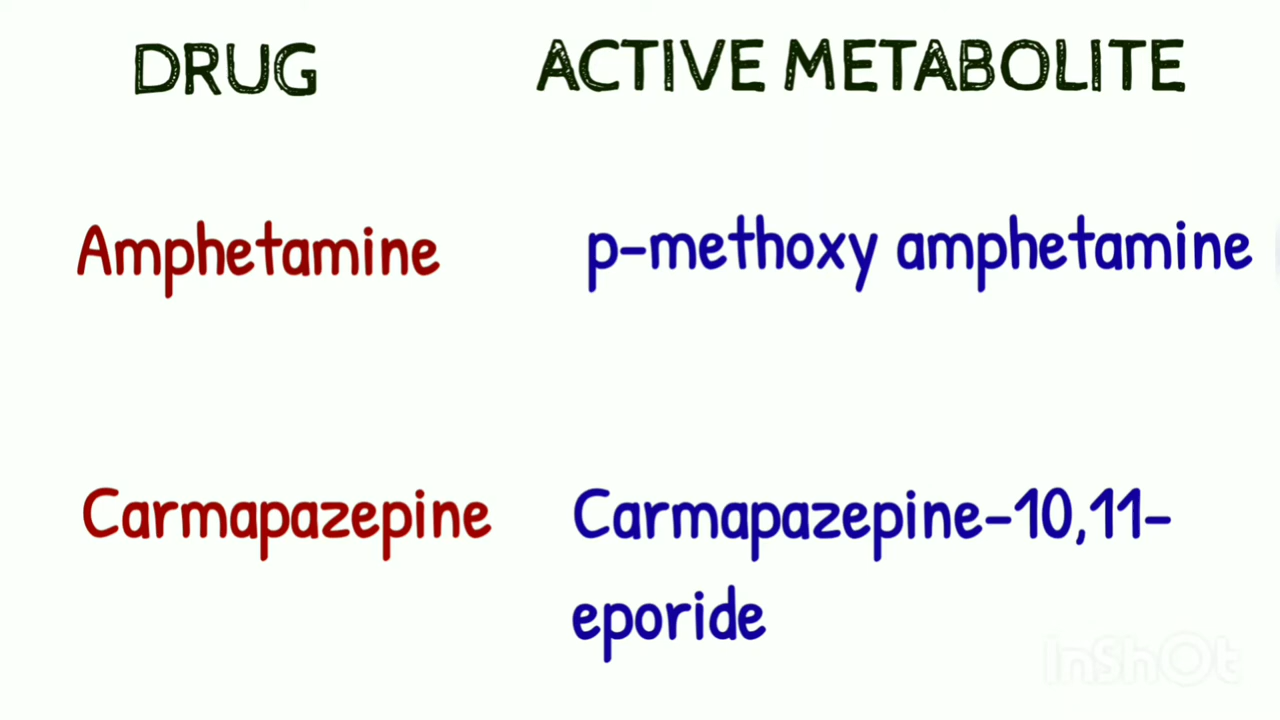 DRUG ACTIVE METABOLITE
Amphetamine p-methoxy amphetamine
Carmapazepine Carmapazepine-10,11-
eporide
InShOt